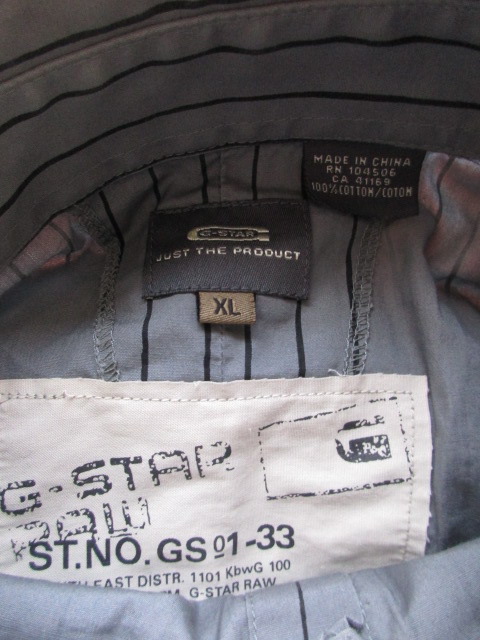 MADE IN CHINA
RN 104506
CA 41169
100% COTTON/COTON
G-STAR
JUST THE PRODUCT
XL
G-STAR
RAW
ST.NO.GS 01-33
EAST DISTR. 1101 KbwG 100
G-STAR RAW